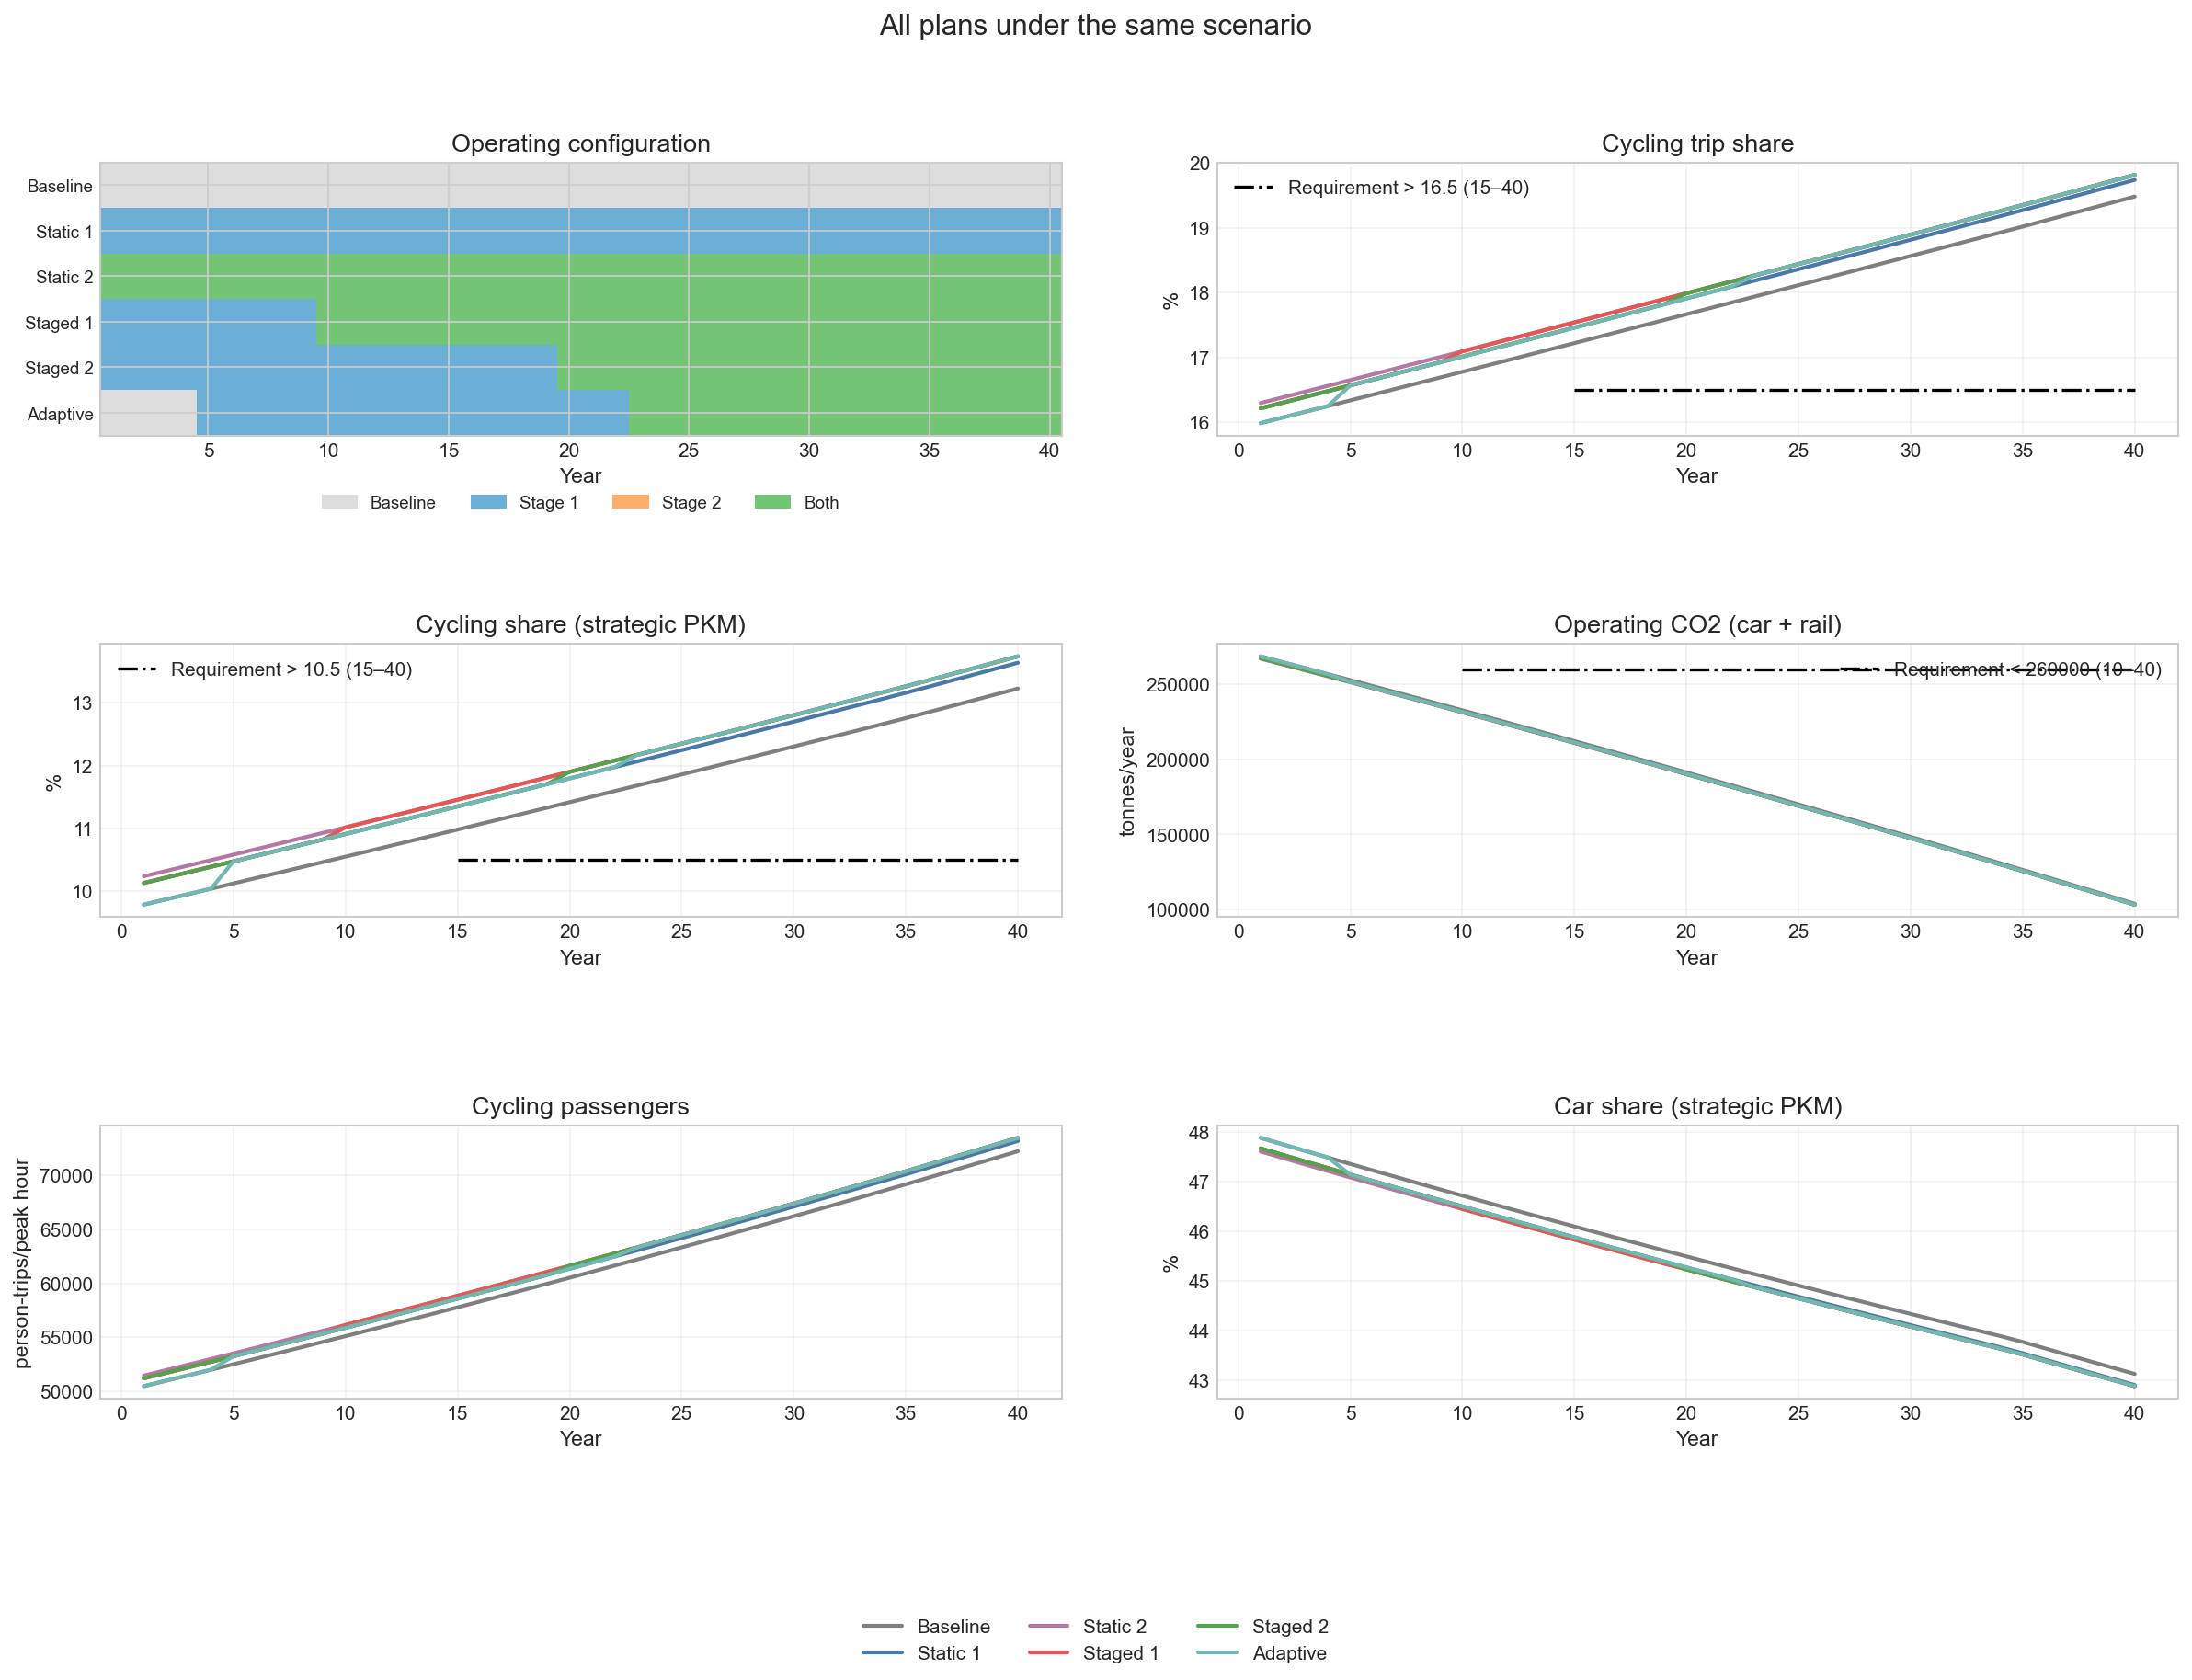 All plans under the same scenario
Operating configuration
Baseline
Static 1
Static 2
Staged 1
Staged 2
Adaptive
5 10 15 20 25 30 35 40
Year
Baseline Stage 1 Stage 2 Both
Cycling trip share
20
19
18
17
16
%
Requirement > 16.5 (15–40)
0 5 10 15 20 25 30 35 40
Year
Cycling share (strategic PKM)
13
12
11
10
%
Requirement > 10.5 (15–40)
0 5 10 15 20 25 30 35 40
Year
Operating CO2 (car + rail)
250000
200000
150000
100000
tonnes/year
Requirement < 260000 (10–40)
0 5 10 15 20 25 30 35 40
Year
Cycling passengers
70000
65000
60000
55000
50000
person-trips/peak hour
0 5 10 15 20 25 30 35 40
Year
Car share (strategic PKM)
48
47
46
45
44
43
%
0 5 10 15 20 25 30 35 40
Year
Baseline Static 2 Staged 2
Static 1 Staged 1 Adaptive